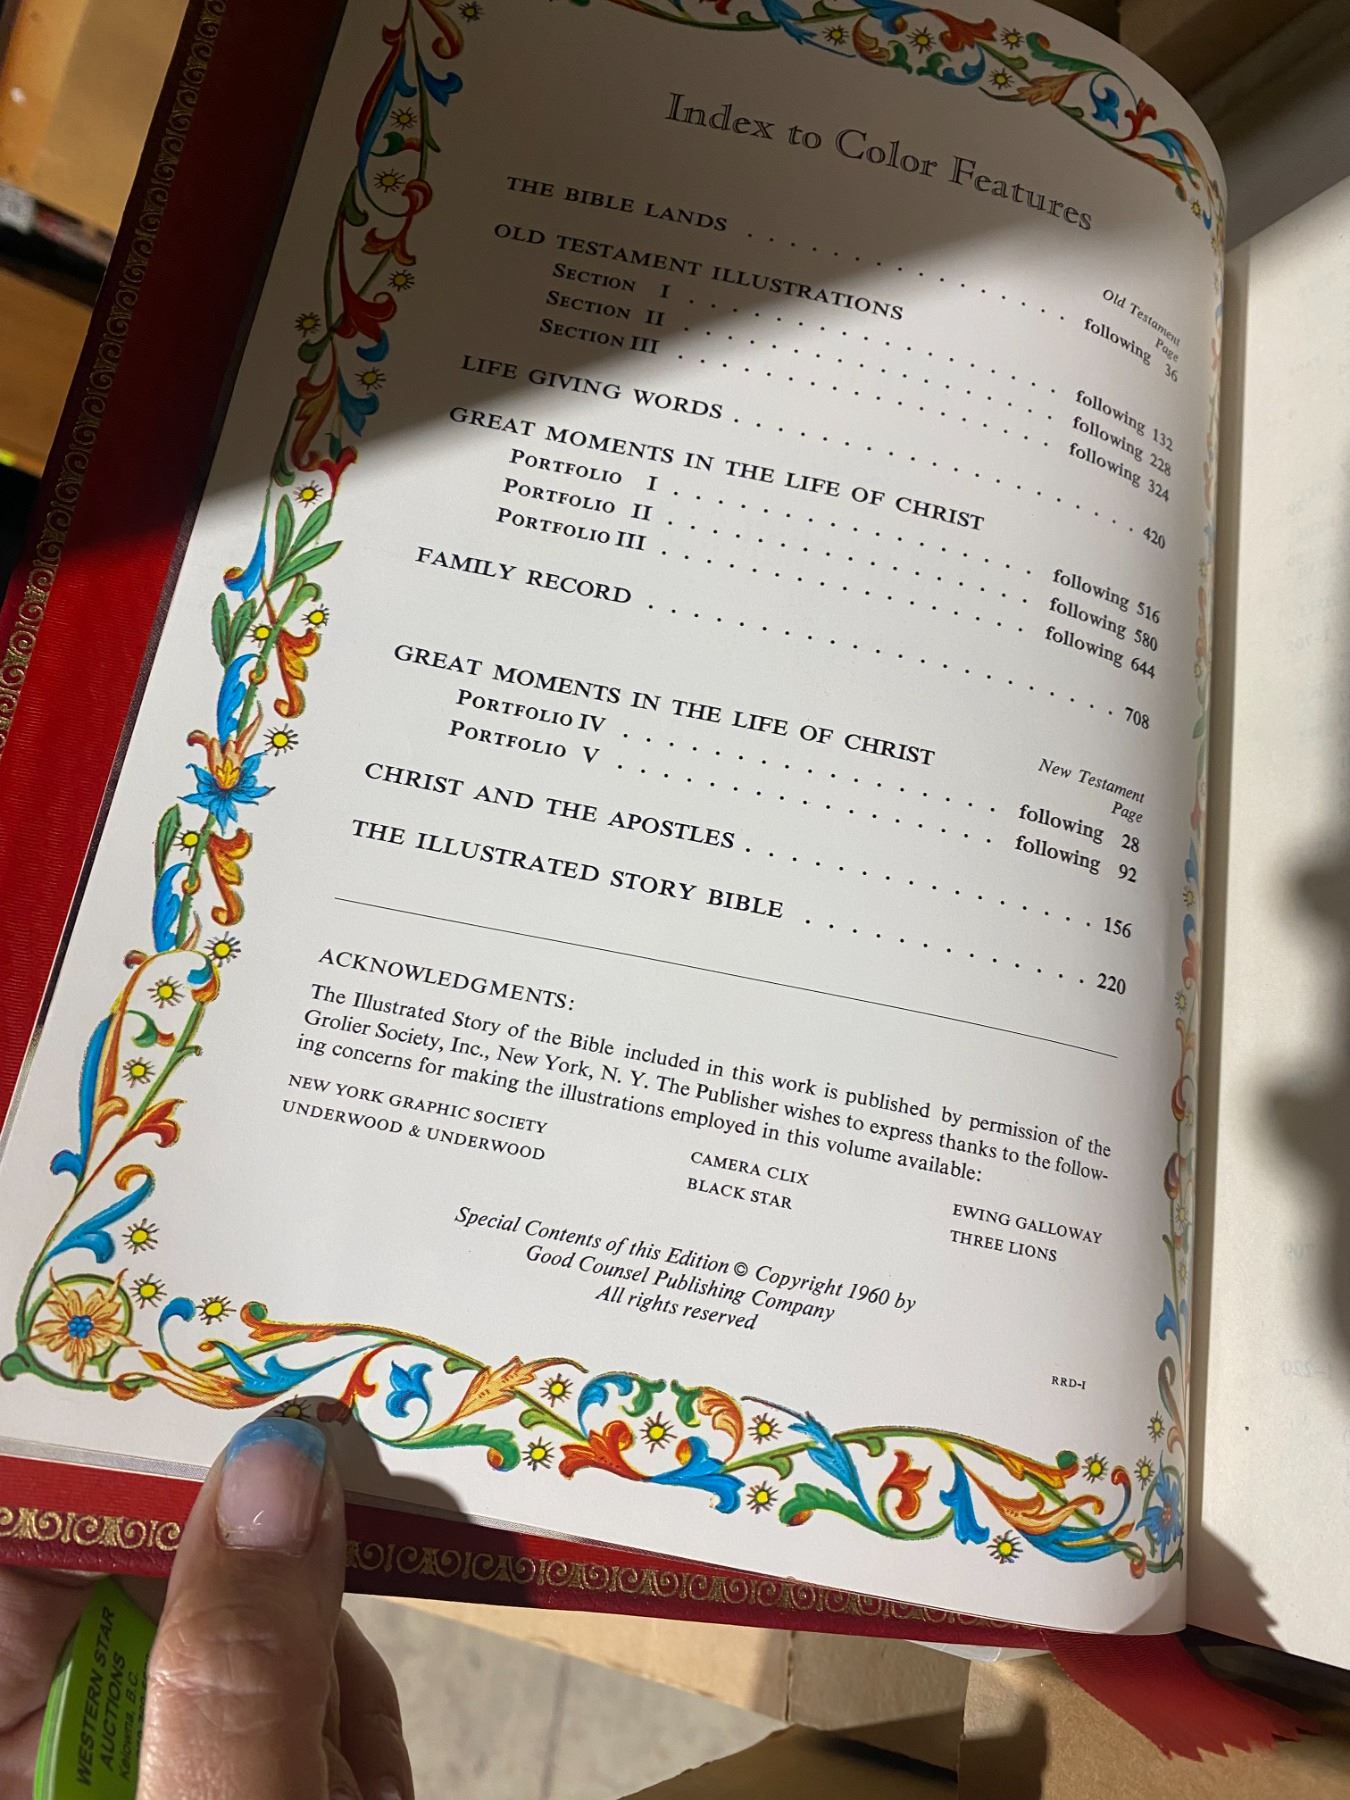 Index to Color Features
Old Testament
Page
THE BIBLE LANDS . . . . . . . . . . . . . . following 36
OLD TESTAMENT ILLUSTRATIONS
SECTION I . . . . . . . . . . . . . . following 132
SECTION II . . . . . . . . . . . . . . following 228
SECTION III . . . . . . . . . . . . . . following 324
LIFE GIVING WORDS . . . . . . . . . . . . . . 420
GREAT MOMENTS IN THE LIFE OF CHRIST
PORTFOLIO I . . . . . . . . . . . . . . following 516
PORTFOLIO II . . . . . . . . . . . . . . following 580
PORTFOLIO III . . . . . . . . . . . . . . following 644
FAMILY RECORD . . . . . . . . . . . . . . . . . 708
New Testament
Page
GREAT MOMENTS IN THE LIFE OF CHRIST
PORTFOLIO IV . . . . . . . . . . . . . . following 28
PORTFOLIO V . . . . . . . . . . . . . . following 92
CHRIST AND THE APOSTLES . . . . . . . . . . . . . 156
THE ILLUSTRATED STORY BIBLE . . . . . . . . . . . 220
ACKNOWLEDGMENTS:
The Illustrated Story of the Bible included in this work is published by permission of the
Grolier Society, Inc., New York, N. Y. The Publisher wishes to express thanks to the follow-
ing concerns for making the illustrations employed in this volume available:
NEW YORK GRAPHIC SOCIETY CAMERA CLIX EWING GALLOWAY
UNDERWOOD & UNDERWOOD BLACK STAR THREE LIONS
Special Contents of this Edition © Copyright 1960 by
Good Counsel Publishing Company
All rights reserved
RRD-I
WESTERN STAR
AUCTIONS
Kelowna, B.C.